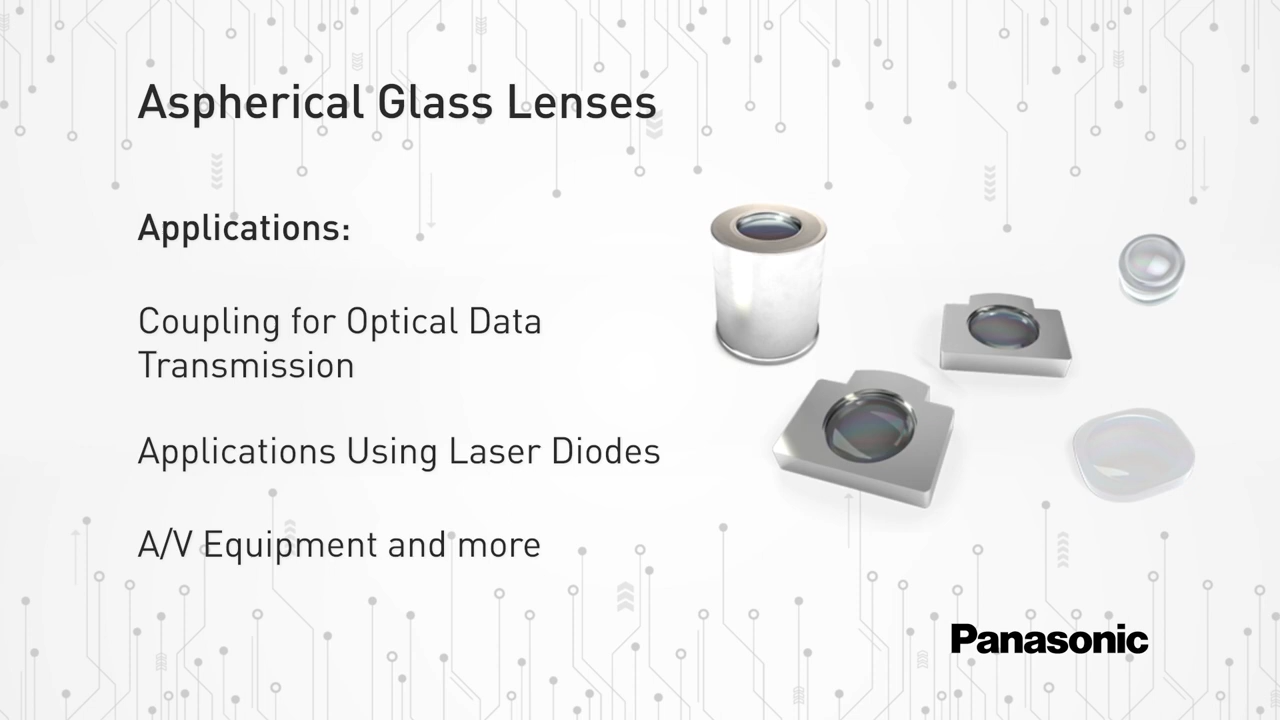 Aspherical Glass Lenses
Applications:
Coupling for Optical Data
Transmission
Applications Using Laser Diodes
A/V Equipment and more
Panasonic